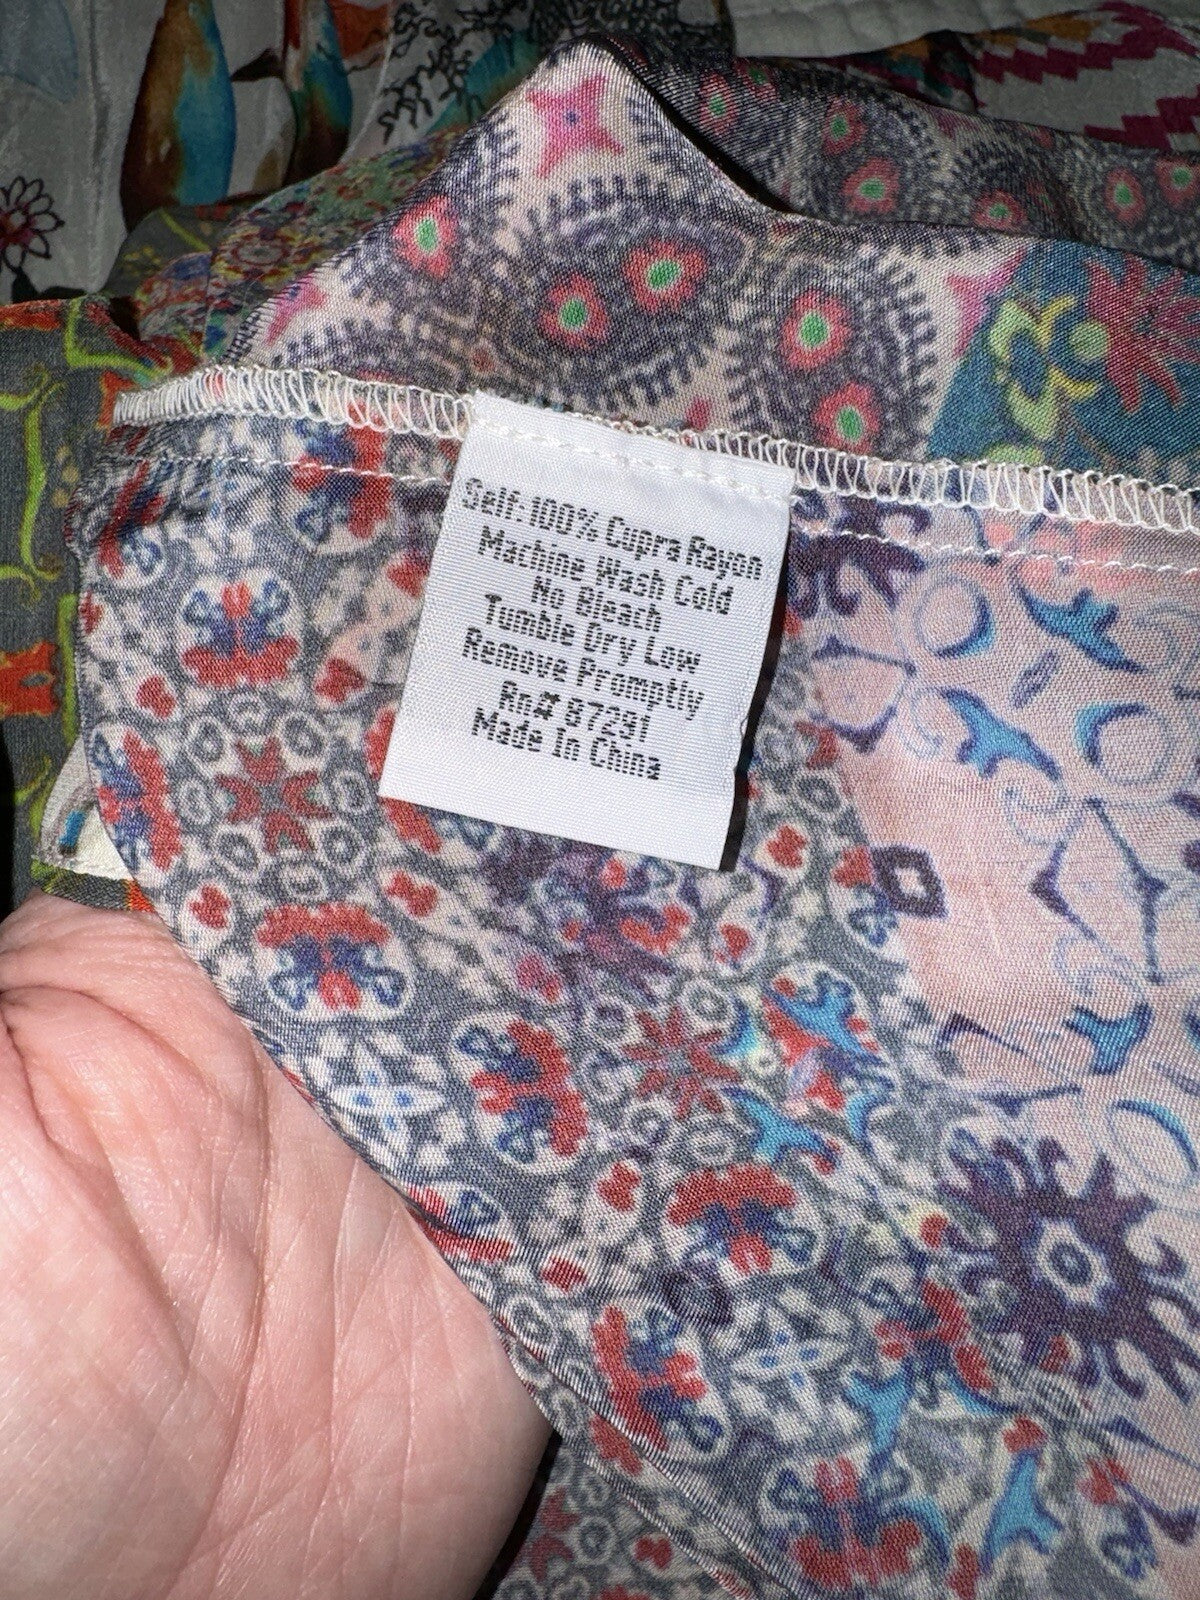 Self: 100% Cupra Rayon
Machine Wash Cold
No Bleach
Tumble Dry Low
Remove Promptly
Rn# 87291
Made In China